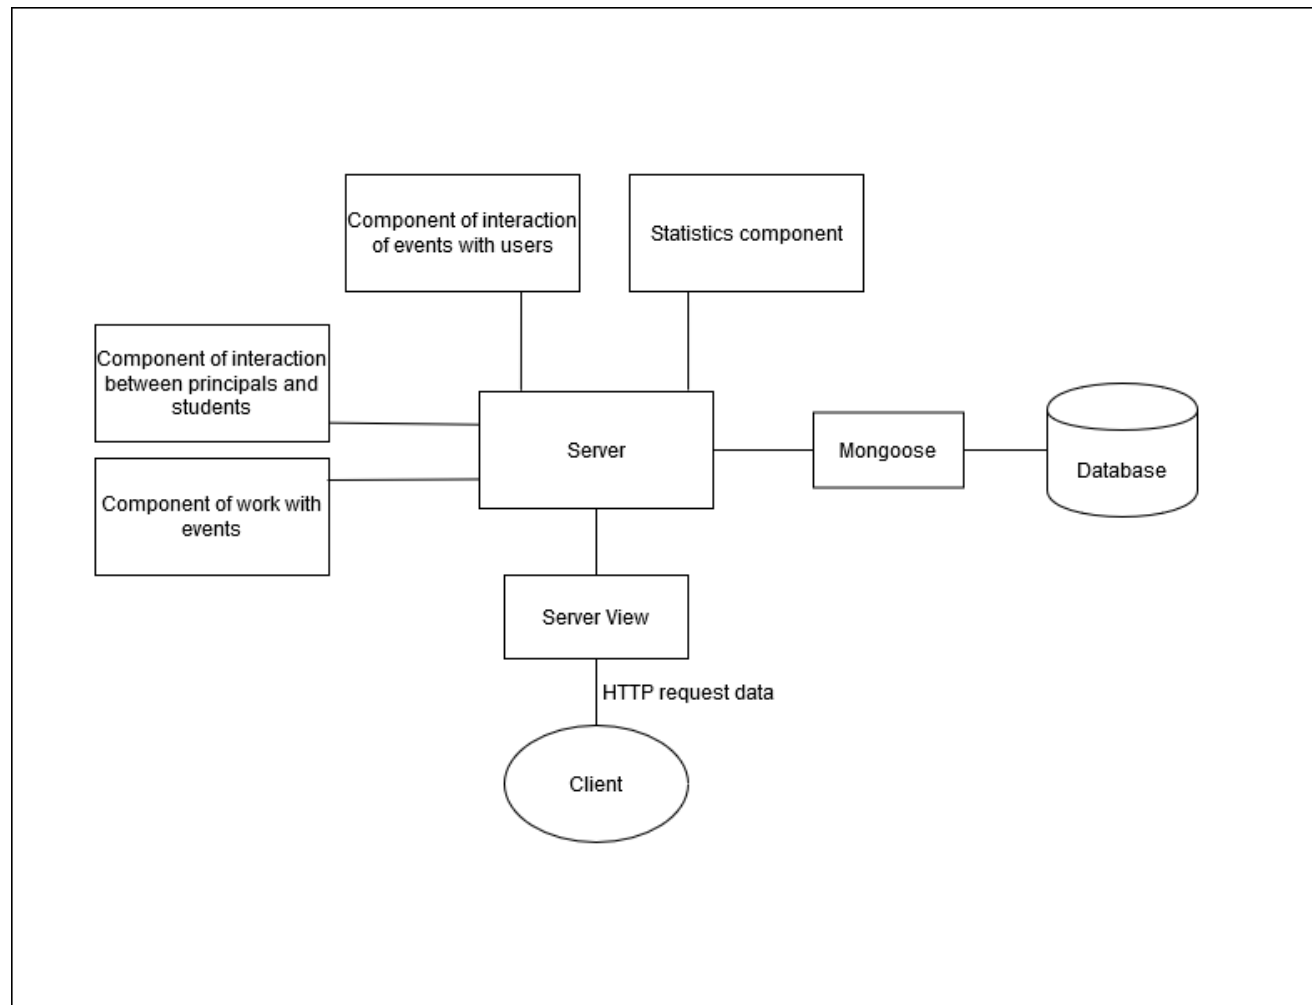 Component of interaction
of events with users
Statistics component
Component of interaction
between principals and
students
Server
Mongoose
Database
Component of work with
events
Server View
HTTP request data
Client